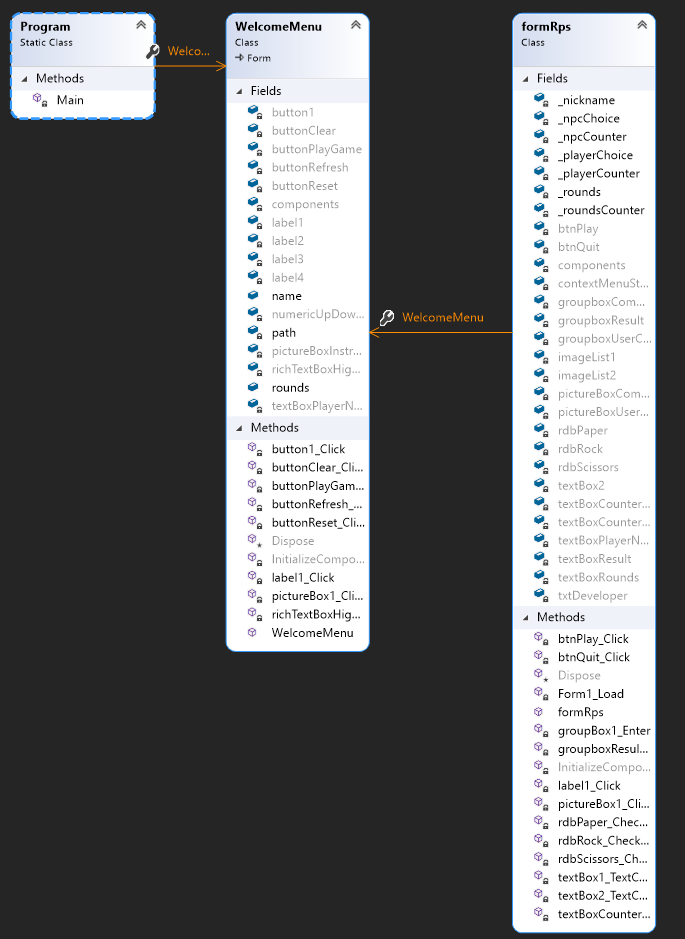 Program
Static Class
Methods
Main
Welco...
WelcomeMenu
Class
Form
Fields
button1
buttonClear
buttonPlayGame
buttonRefresh
buttonReset
components
label1
label2
label3
label4
name
numericUpDow...
path
pictureBoxInstr...
richTextBoxHig...
rounds
textBoxPlayerN...
Methods
button1_Click
buttonClear_Cli...
buttonPlayGam...
buttonRefresh_...
buttonReset_Cli...
Dispose
InitializeCompo...
label1_Click
pictureBox1_Cli...
richTextBoxHig...
WelcomeMenu
WelcomeMenu
formRps
Class
Fields
_nickname
_npcChoice
_npcCounter
_playerChoice
_playerCounter
_rounds
_roundsCounter
btnPlay
btnQuit
components
contextMenuSt...
groupboxCom...
groupboxResult
groupboxUserC...
imageList1
imageList2
pictureBoxCom...
pictureBoxUser...
rdbPaper
rdbRock
rdbScissors
textBox2
textBoxCounter...
textBoxCounter...
textBoxPlayerN...
textBoxResult
textBoxRounds
txtDeveloper
Methods
btnPlay_Click
btnQuit_Click
Dispose
Form1_Load
formRps
groupBox1_Enter
groupboxResul...
InitializeCompo...
label1_Click
pictureBox1_Cli...
rdbPaper_Chec...
rdbRock_Check...
rdbScissors_Ch...
textBox1_TextC...
textBox2_TextC...
textBoxCounter...